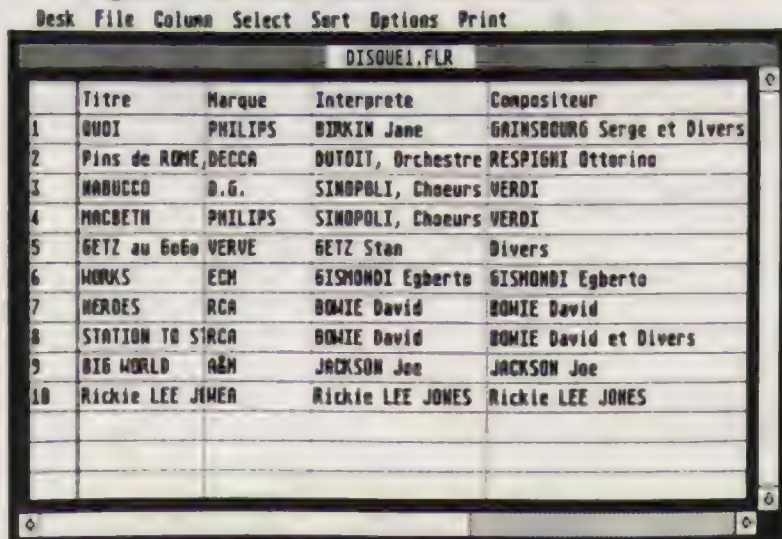 Desk File Column Select Sort Options Print
DISQUE1.FLR
Titre Marque Interprete Compositeur
1 QUOI PHILIPS BIRKIN Jane GAINSBOURG Serge et Divers
2 Pins de ROME, DECCA DUTOIT, Orchestre RESPIGHI Ottorino
3 NABUCCO D.G. SINOPOLI, Choeurs VERDI
4 MACBETH PHILIPS SINOPOLI, Choeurs VERDI
5 GETZ au GoGo VERVE GETZ Stan Divers
6 WORKS ECM GISMONDI Egberto GISMONDI Egberto
7 HEROES RCA BOWIE David BOWIE David
8 STATION TO S RCA BOWIE David BOWIE David et Divers
9 BIG WORLD A&M JACKSON Joe JACKSON Joe
10 Rickie LEE J WEA Rickie LEE JONES Rickie LEE JONES